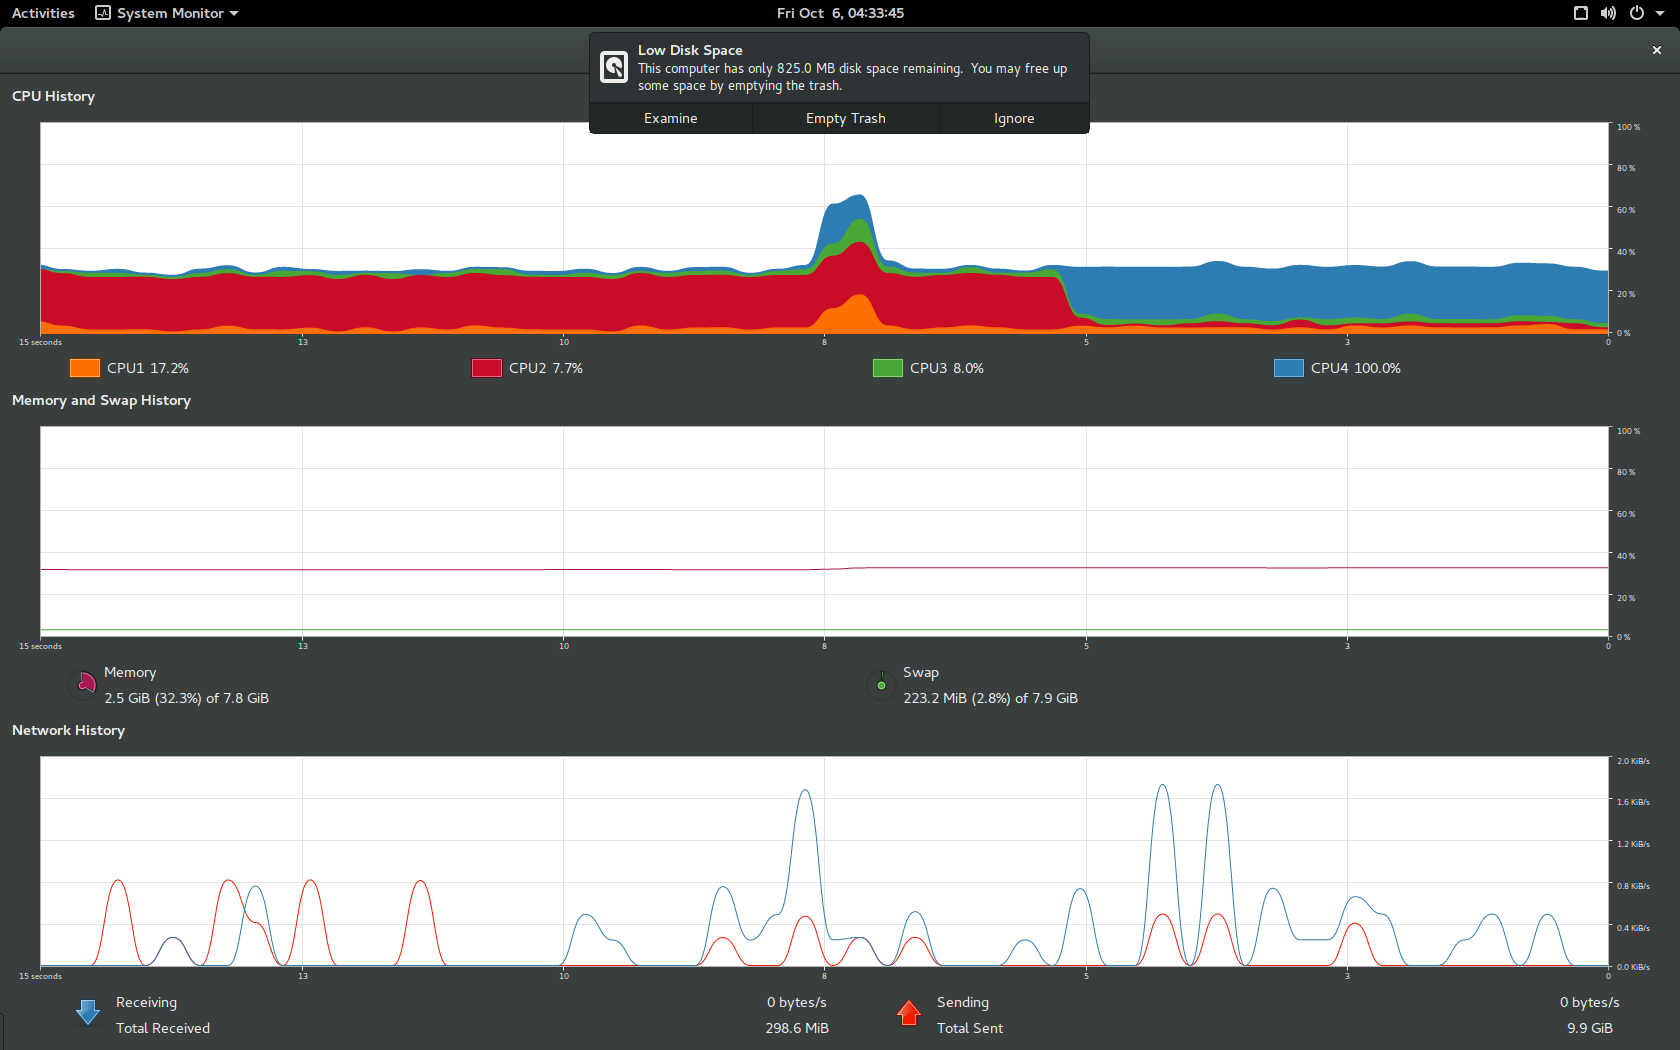 Activities
System Monitor
Fri Oct 6, 04:33:45
Low Disk Space
This computer has only 825.0 MB disk space remaining. You may free up
some space by emptying the trash.
Examine
Empty Trash
Ignore
CPU History
100 %
80 %
60 %
40 %
20 %
0 %
15 seconds
13
10
8
5
3
0
CPU1 17.2%
CPU2 7.7%
CPU3 8.0%
CPU4 100.0%
Memory and Swap History
100 %
80 %
60 %
40 %
20 %
0 %
15 seconds
13
10
8
5
3
0
Memory
2.5 GiB (32.3%) of 7.8 GiB
Swap
223.2 MiB (2.8%) of 7.9 GiB
Network History
2.0 KiB/s
1.6 KiB/s
1.2 KiB/s
0.8 KiB/s
0.4 KiB/s
0.0 KiB/s
15 seconds
13
10
8
5
3
0
Receiving
0 bytes/s
Total Received
298.6 MiB
Sending
0 bytes/s
Total Sent
9.9 GiB